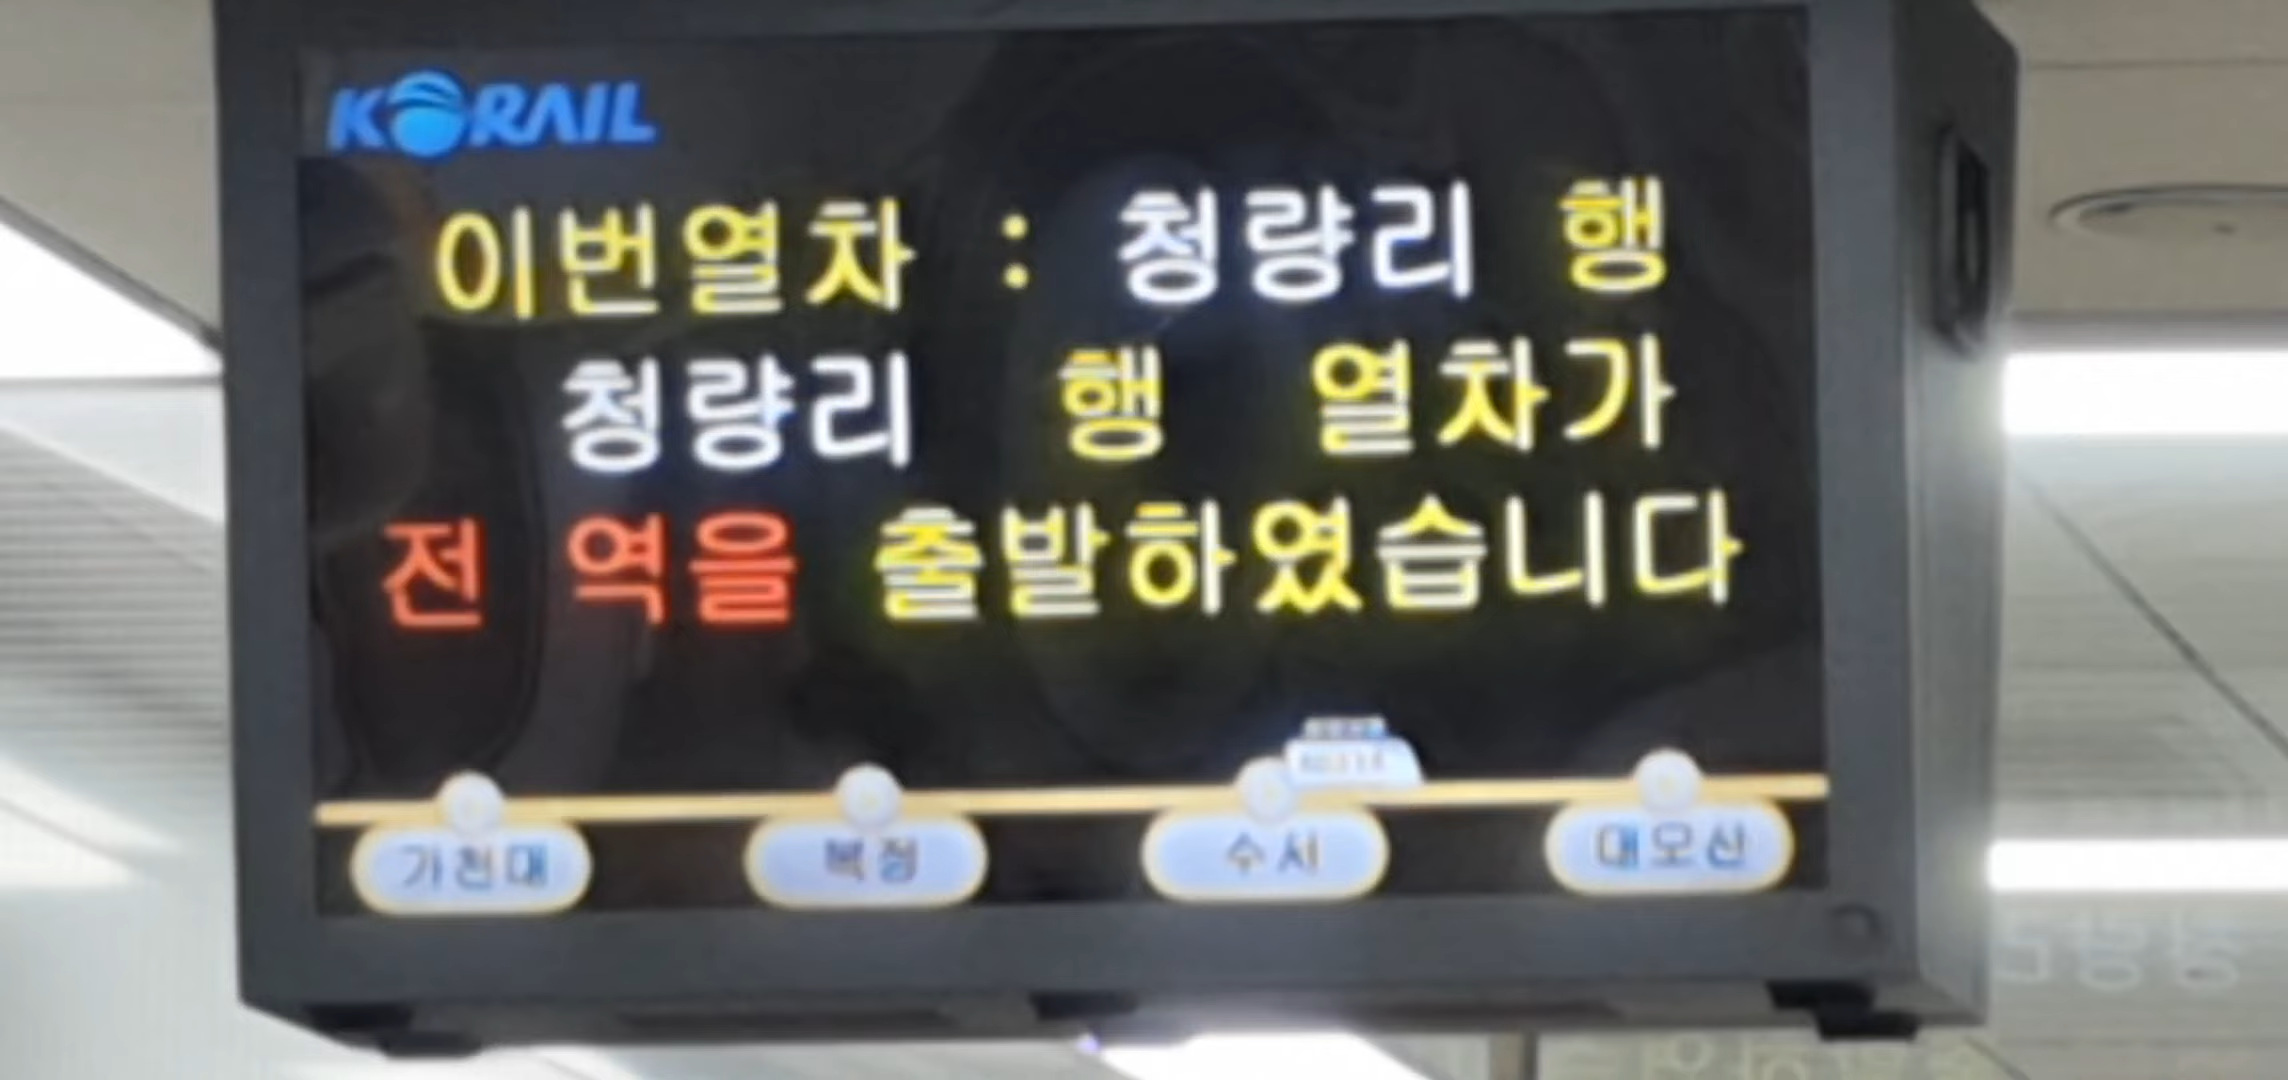 KORAIL
이번열차 : 청량리 행
청량리 행 열차가
전 역을 출발하였습니다
가천대 복정 수서 대모산